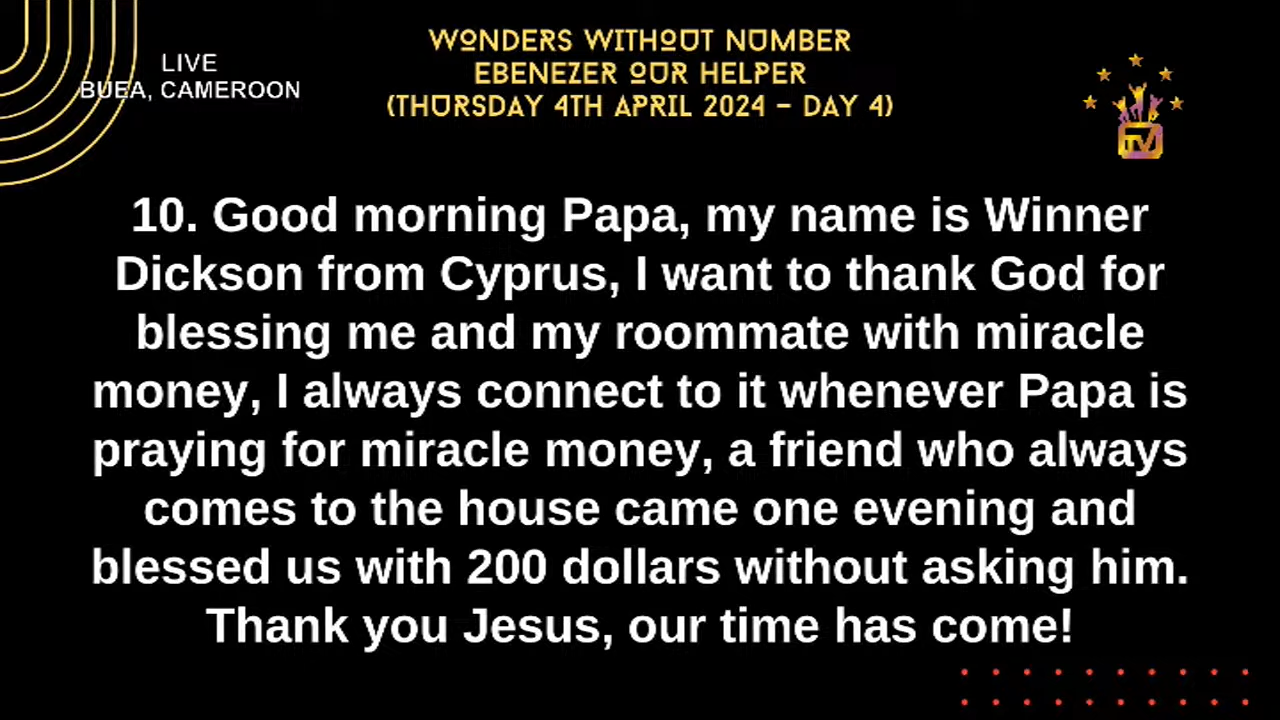 LIVE
BUEA, CAMEROON
WONDERS WITHOUT NUMBER
EBENEZER OUR HELPER
(THURSDAY 4TH APRIL 2024 – DAY 4)
TV
10. Good morning Papa, my name is Winner
Dickson from Cyprus, I want to thank God for
blessing me and my roommate with miracle
money, I always connect to it whenever Papa is
praying for miracle money, a friend who always
comes to the house came one evening and
blessed us with 200 dollars without asking him.
Thank you Jesus, our time has come!